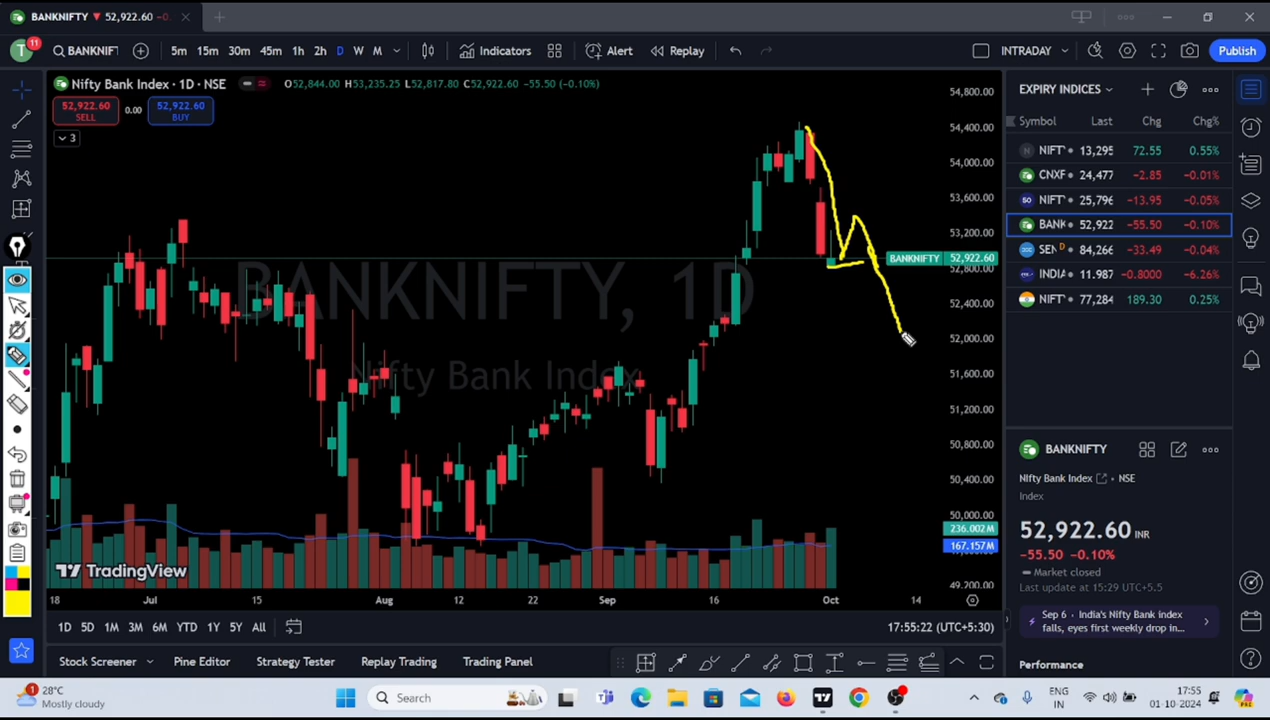 BANKNIFTY ▼ 52,922.60 −0.
T 11 BANKNIFT 5m 15m 30m 45m 1h 2h D W M Indicators Alert Replay INTRADAY Publish
Nifty Bank Index · 1D · NSE O52,844.00 H53,235.25 L52,817.80 C52,922.60 −55.50 (−0.10%)
52,922.60 SELL 0.00 52,922.60 BUY
3
BANKNIFTY, 1D
Nifty Bank Index
54,800.00
54,400.00
54,000.00
53,600.00
53,200.00
BANKNIFTY 52,922.60
52,800.00
52,400.00
52,000.00
51,600.00
51,200.00
50,800.00
50,400.00
50,000.00
236.002M
167.157M
49,200.00
TradingView
18 Jul 15 Aug 12 22 Sep 16 Oct 14
1D 5D 1M 3M 6M YTD 1Y 5Y All 17:55:22 (UTC+5:30)
Stock Screener Pine Editor Strategy Tester Replay Trading Trading Panel
EXPIRY INDICES
Symbol Last Chg Chg%
NIFT 13,295 72.55 0.55%
CNXF 24,477 −2.85 −0.01%
NIFT 25,796 −13.95 −0.05%
BANK 52,922 −55.50 −0.10%
SEN D 84,266 −33.49 −0.04%
INDIA 11.987 −0.8000 −6.26%
NIFT 77,284 189.30 0.25%
BANKNIFTY
Nifty Bank Index · NSE
Index
52,922.60 INR
−55.50 −0.10%
Market closed
Last update at 15:29 UTC+5.5
Sep 6 · India's Nifty Bank index
falls, eyes first weekly drop in...
Performance
1 28°C
Mostly cloudy
Search
ENG
IN
17:55
01-10-2024